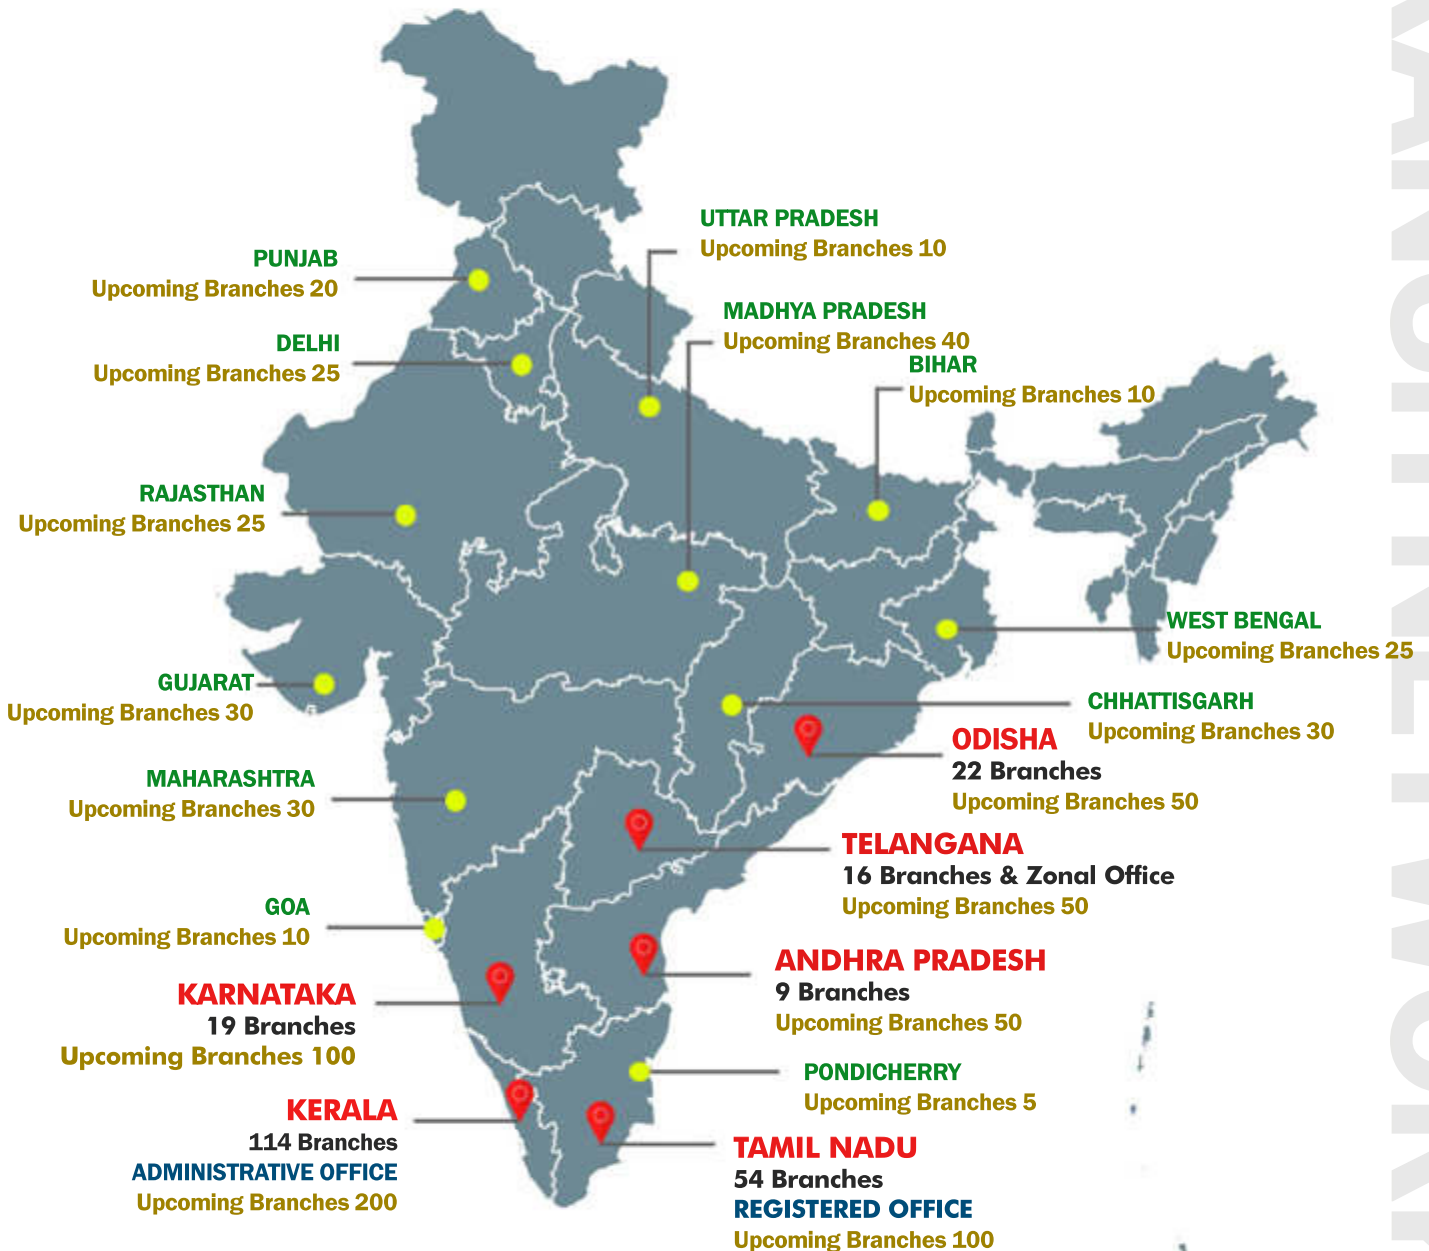 UTTAR PRADESH
Upcoming Branches 10
PUNJAB
Upcoming Branches 20
MADHYA PRADESH
Upcoming Branches 40
DELHI
Upcoming Branches 25
BIHAR
Upcoming Branches 10
RAJASTHAN
Upcoming Branches 25
WEST BENGAL
Upcoming Branches 25
GUJARAT
Upcoming Branches 30
CHHATTISGARH
Upcoming Branches 30
ODISHA
22 Branches
Upcoming Branches 50
MAHARASHTRA
Upcoming Branches 30
TELANGANA
16 Branches & Zonal Office
Upcoming Branches 50
GOA
Upcoming Branches 10
ANDHRA PRADESH
9 Branches
Upcoming Branches 50
KARNATAKA
19 Branches
Upcoming Branches 100
PONDICHERRY
Upcoming Branches 5
KERALA
114 Branches
ADMINISTRATIVE OFFICE
Upcoming Branches 200
TAMIL NADU
54 Branches
REGISTERED OFFICE
Upcoming Branches 100